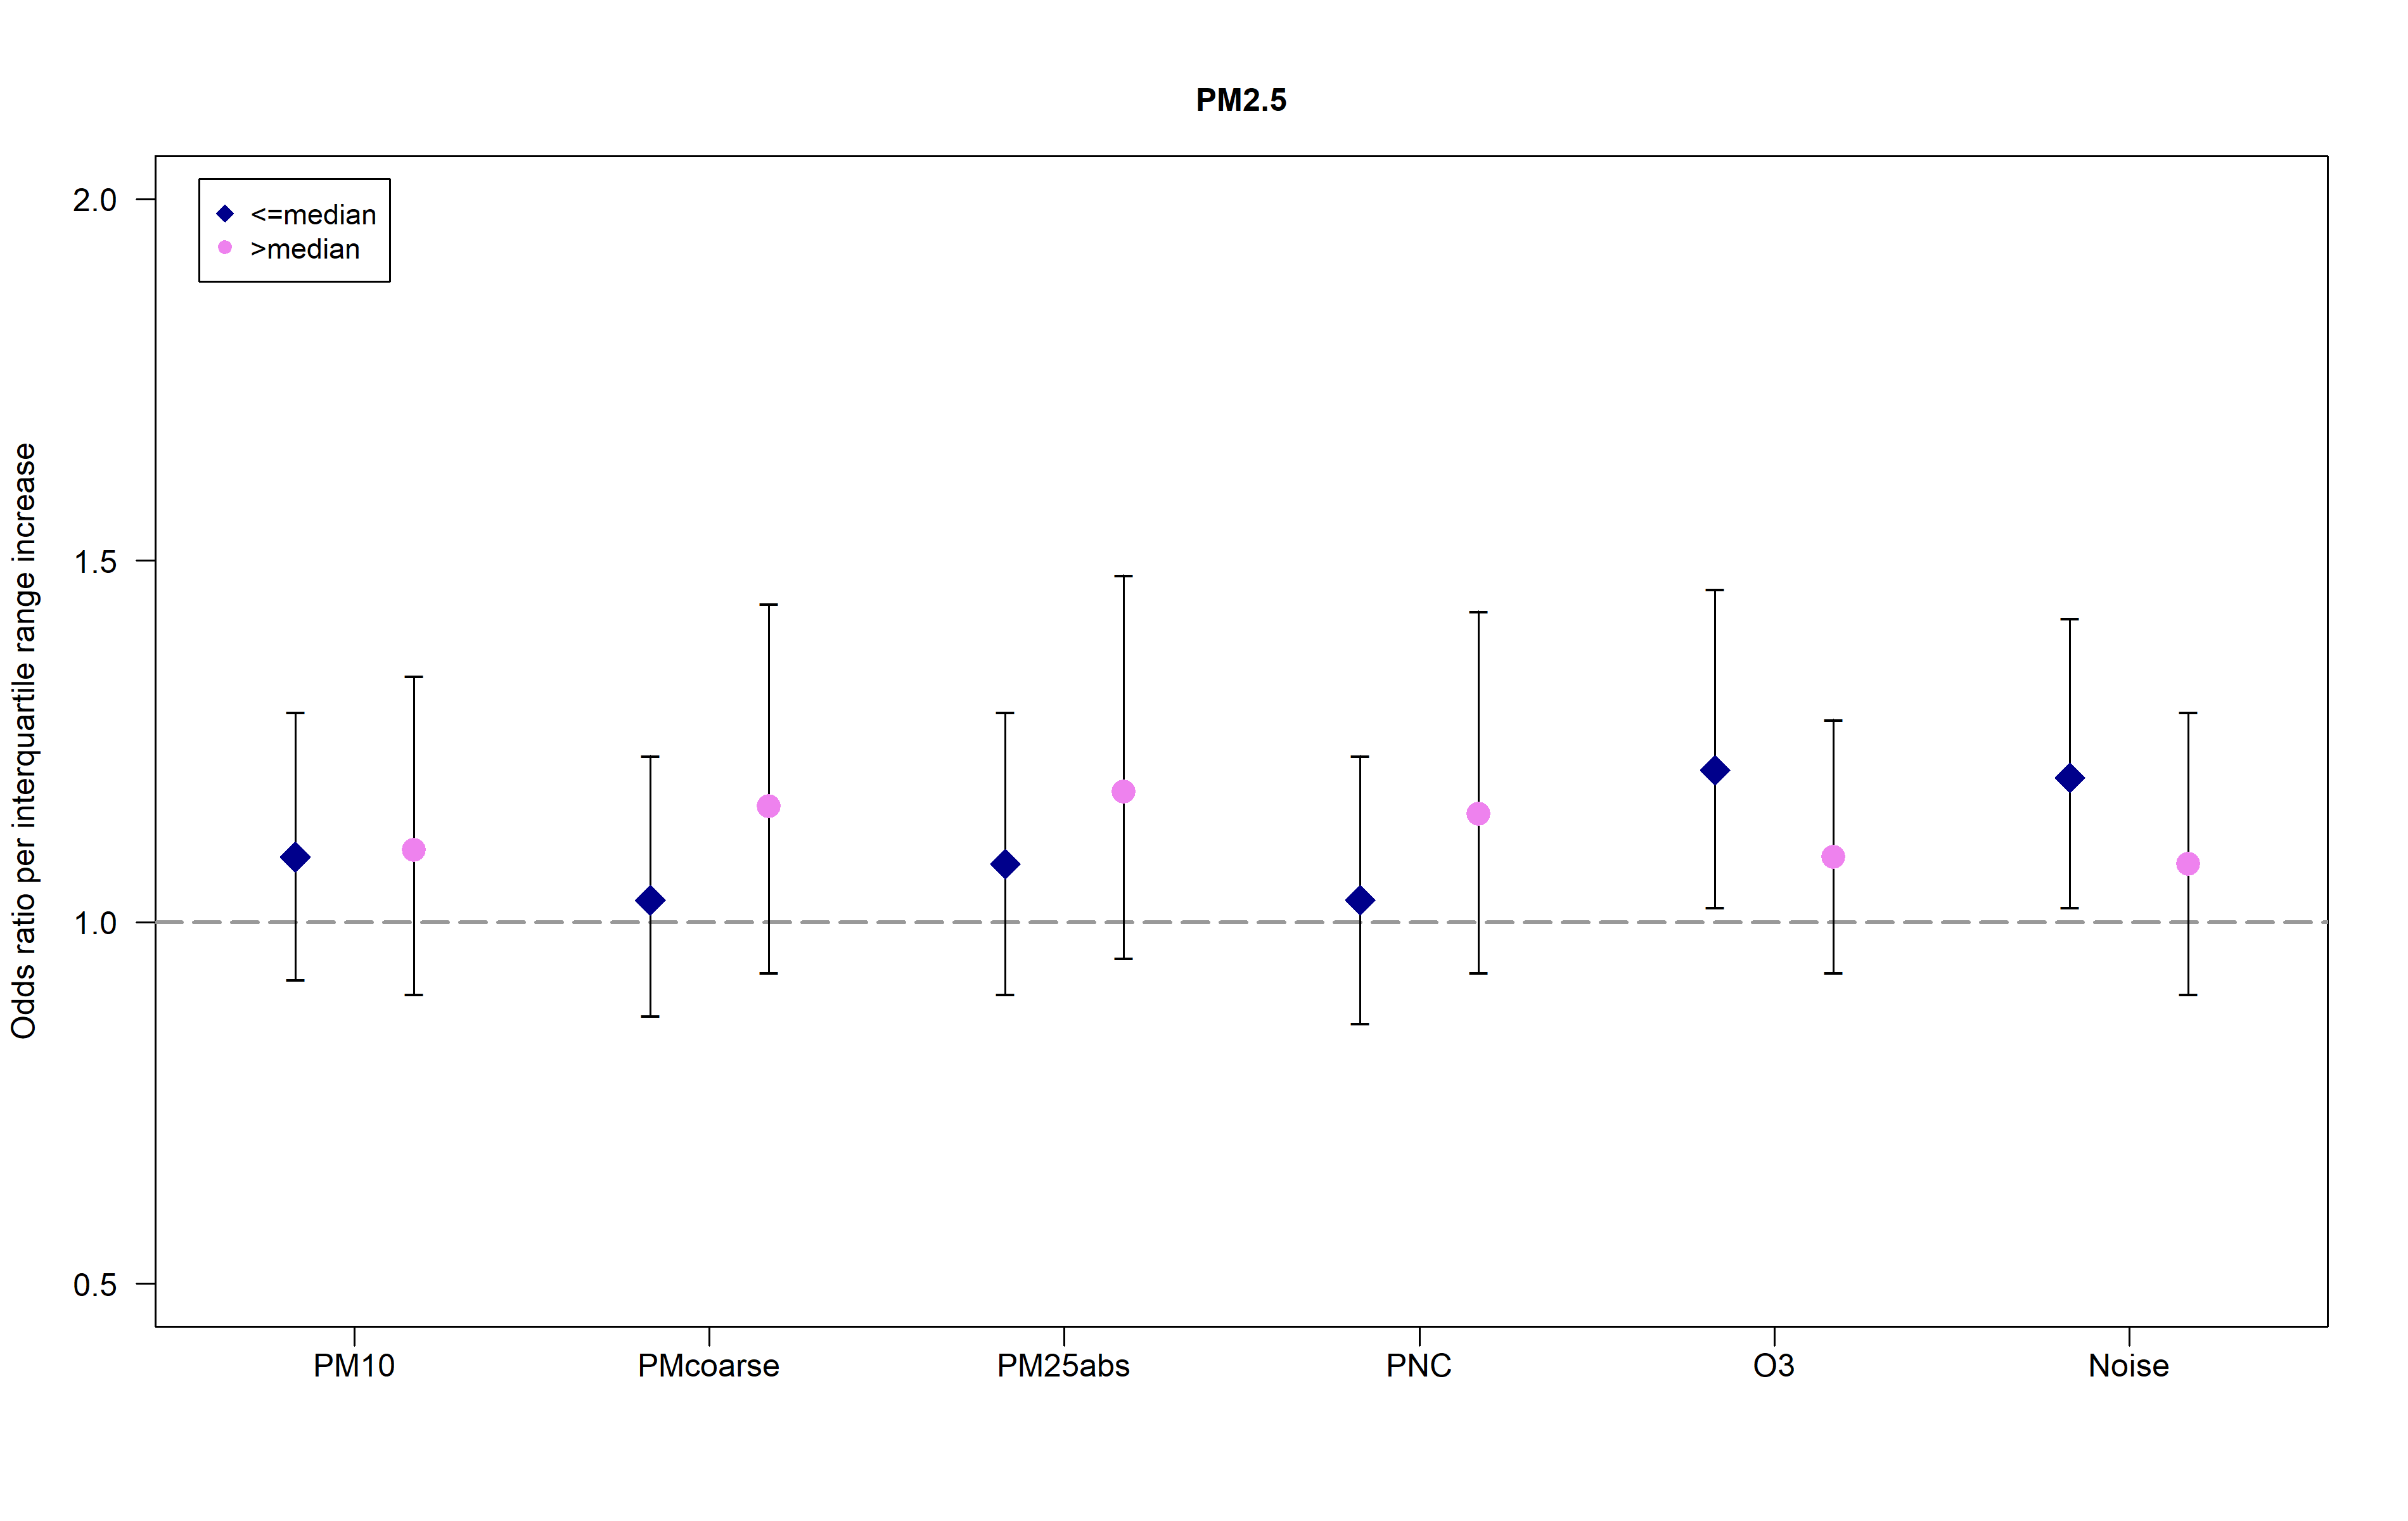 PM2.5
<=median
>median
Odds ratio per interquartile range increase
2.0
1.5
1.0
0.5
PM10 PMcoarse PM25abs PNC O3 Noise